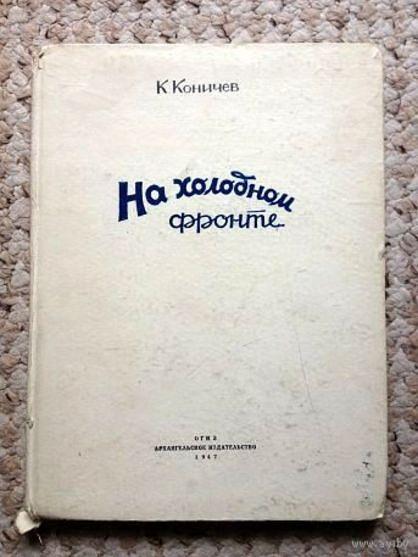 К Коничев
На холодном
фронте
ОГИЗ
АРХАНГЕЛЬСКОЕ ИЗДАТЕЛЬСТВО
1947